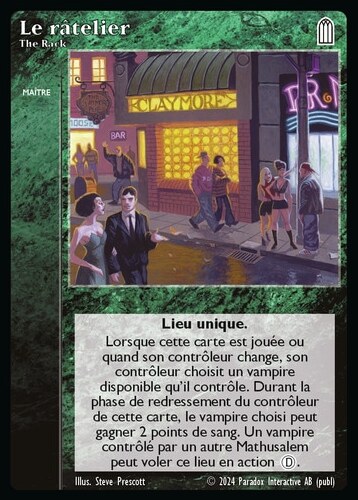 Le râtelier
The Rack
MAÎTRE
CLAYMORE
BAR
Lieu unique.
Lorsque cette carte est jouée ou
quand son contrôleur change, son
contrôleur choisit un vampire
disponible qu'il contrôle. Durant la
phase de redressement du contrôleur
de cette carte, le vampire choisi peut
gagner 2 points de sang. Un vampire
contrôlé par un autre Mathusalem
peut voler ce lieu en action Ⓓ.
Illus. Steve Prescott
© 2024 Paradox Interactive AB (publ)